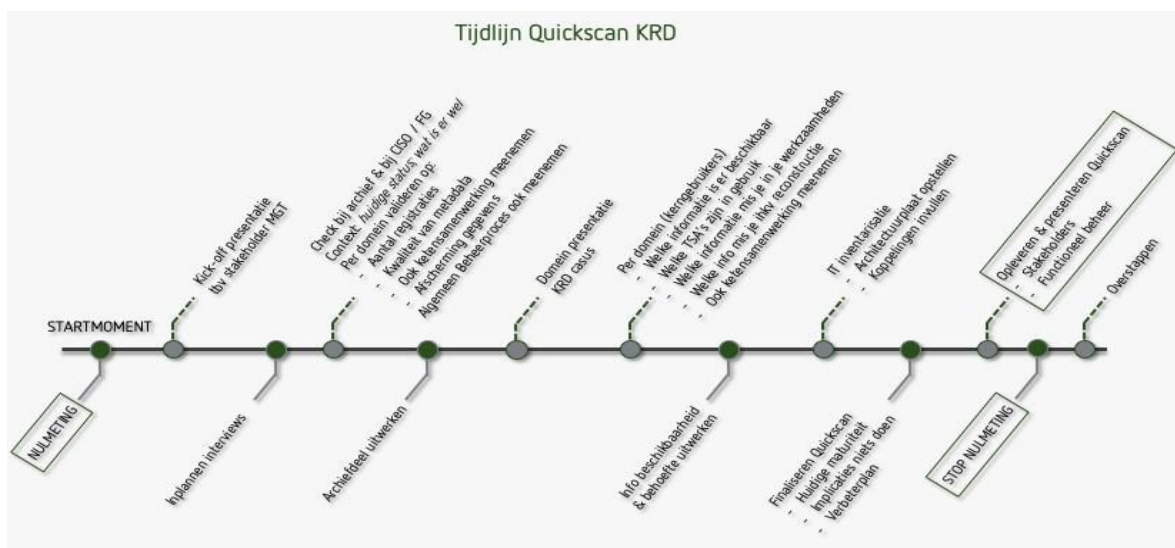 Tijdlijn Quickscan KRD
STARTMOMENT
NULMETING
Kick-off presentatie
tbv stakeholder MGT
Inplannen interviews
Check bij archief & bij CISO / FG
Context: huidige status, wat is er wel
Per domein valideren op:
- Aantal registraties
- Kwaliteit van metadata
- Ook ketensamenwerking meenemen
- Afscherming gegevens
Algemeen Beheerproces ook meenemen
Archiefdeel uitwerken
Domein presentatie
KRD casus
Per domein (kerngebruikers)
- Welke informatie is er beschikbaar
- Welke TSA's zijn in gebruik
- Welke informatie mis je in je werkzaamheden
- Welke info mis je ihkv reconstructie
- Ook ketensamenwerking meenemen
Info beschikbaarheid
& behoefte uitwerken
IT inventarisatie
- Architectuurplaat opstellen
- Koppelingen invullen
Finaliseren Quickscan
- Huidige maturiteit
- Implicaties niets doen
- Verbeterplan
Opleveren & presenteren Quickscan
- Stakeholders
- Functioneel beheer
STOP NULMETING
Overstappen